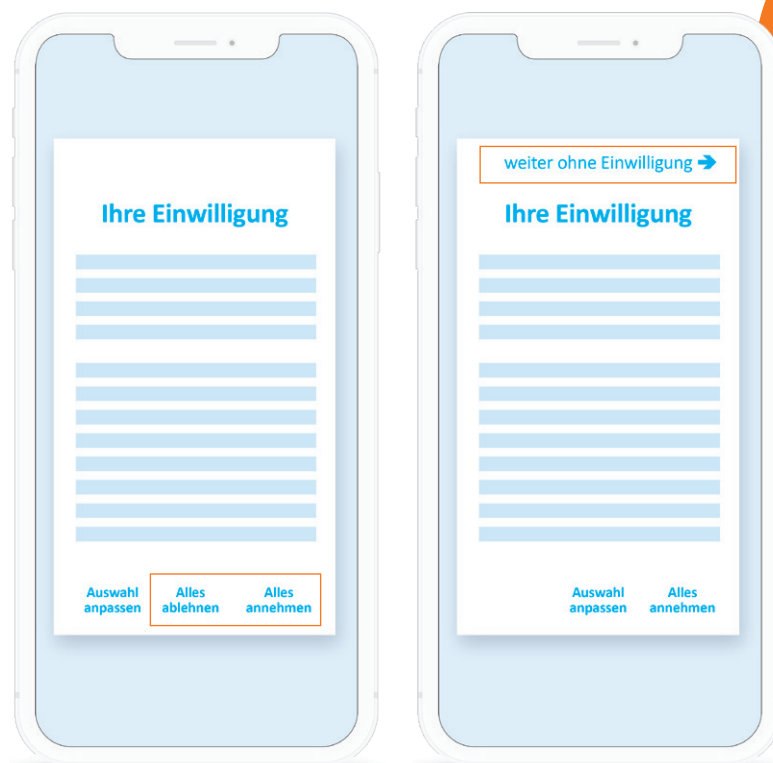 Ihre Einwilligung
Auswahl anpassen
Alles ablehnen
Alles annehmen
weiter ohne Einwilligung ➔
Ihre Einwilligung
Auswahl anpassen
Alles annehmen